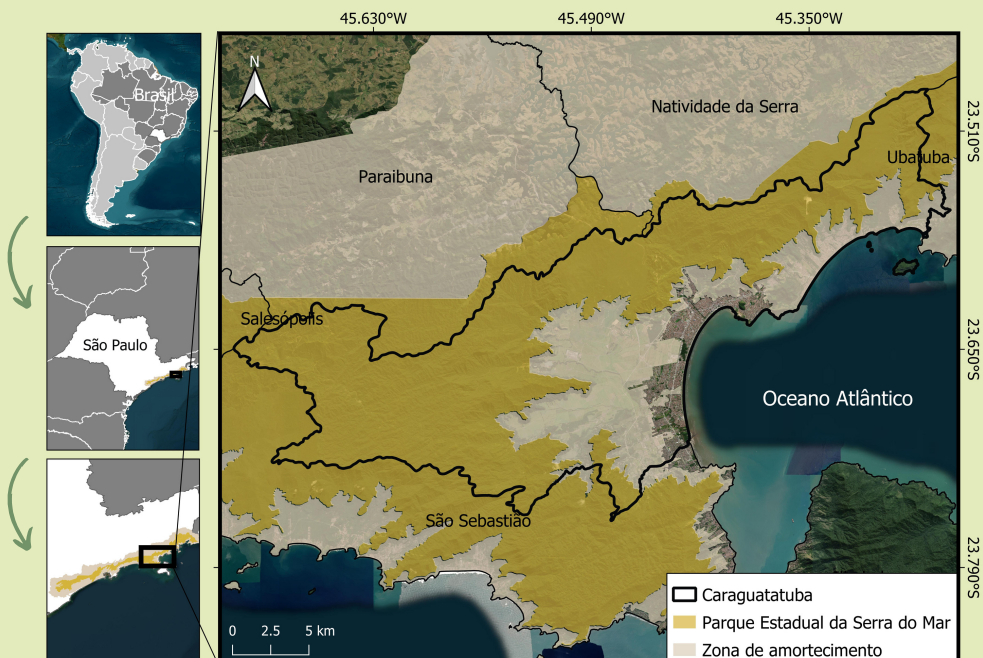 45.630°W 45.490°W 45.350°W
Brasil
São Paulo
N
Natividade da Serra
Paraibuna
Ubatuba
Salesópolis
Oceano Atlântico
São Sebastião
23.510°S
23.650°S
23.790°S
0 2.5 5 km
Caraguatatuba
Parque Estadual da Serra do Mar
Zona de amortecimento